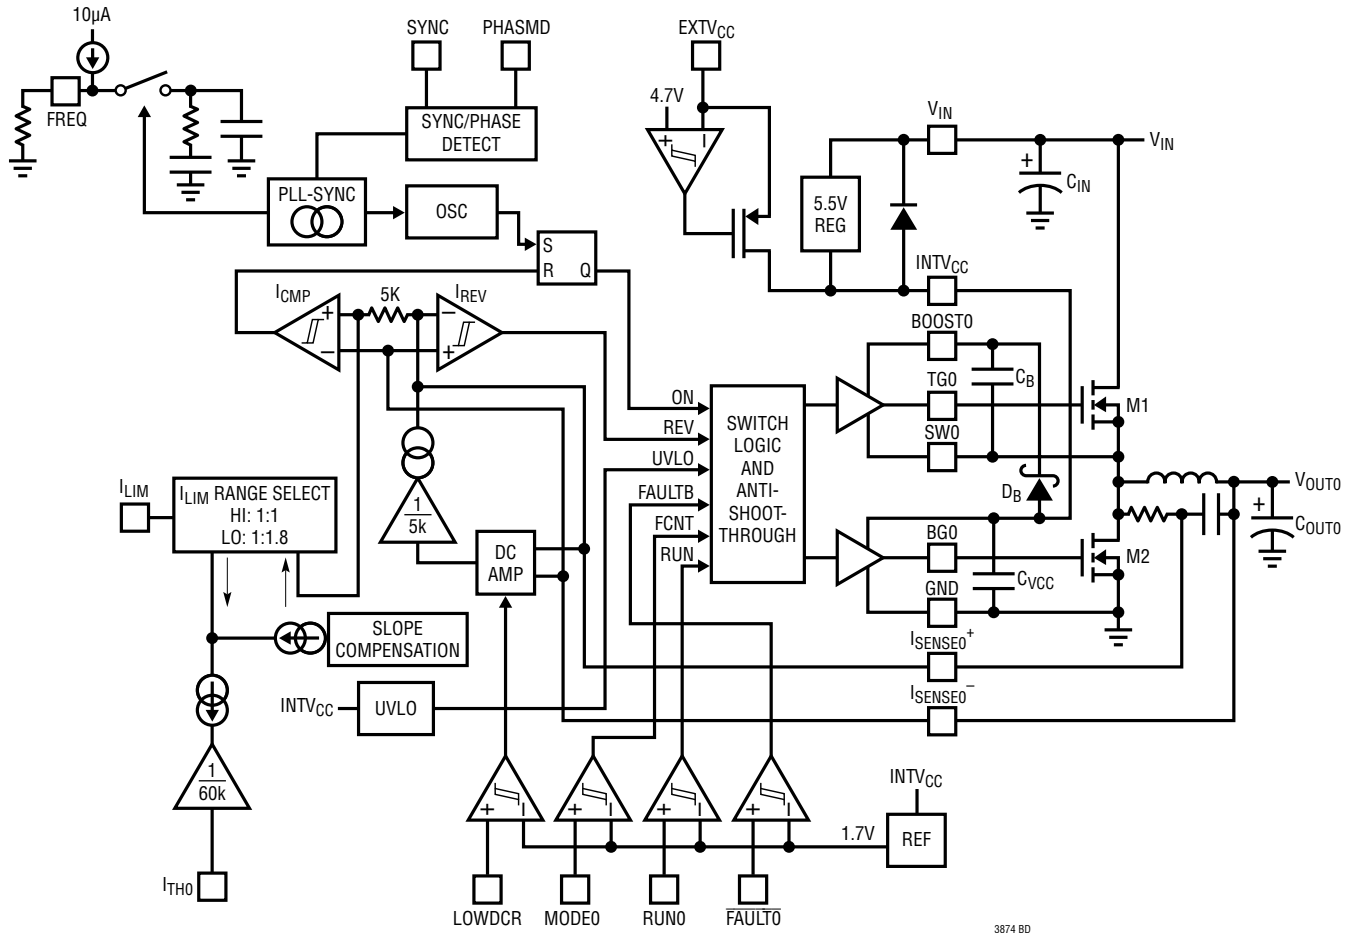 10µA
SYNC
PHASMD
EXTVCC
FREQ
SYNC/PHASE
DETECT
4.7V
+
–
VIN
VIN
+
CIN
PLL-SYNC
OSC
5.5V
REG
S
R
Q
INTVCC
ICMP
5K
IREV
+
–
–
+
BOOST0
CB
TG0
M1
SW0
ON
REV
UVLO
FAULTB
FCNT
RUN
SWITCH
LOGIC
AND
ANTI-
SHOOT-
THROUGH
ILIM
ILIM RANGE SELECT
HI: 1:1
LO: 1:1.8
1
5k
DC
AMP
DB
VOUT0
+
COUT0
BG0
M2
CVCC
GND
SLOPE
COMPENSATION
ISENSE0+
ISENSE0–
INTVCC
UVLO
1
60k
+
–
+
–
+
–
+
–
INTVCC
1.7V
REF
ITH0
LOWDCR
MODE0
RUN0
FAULT0
3874 BD